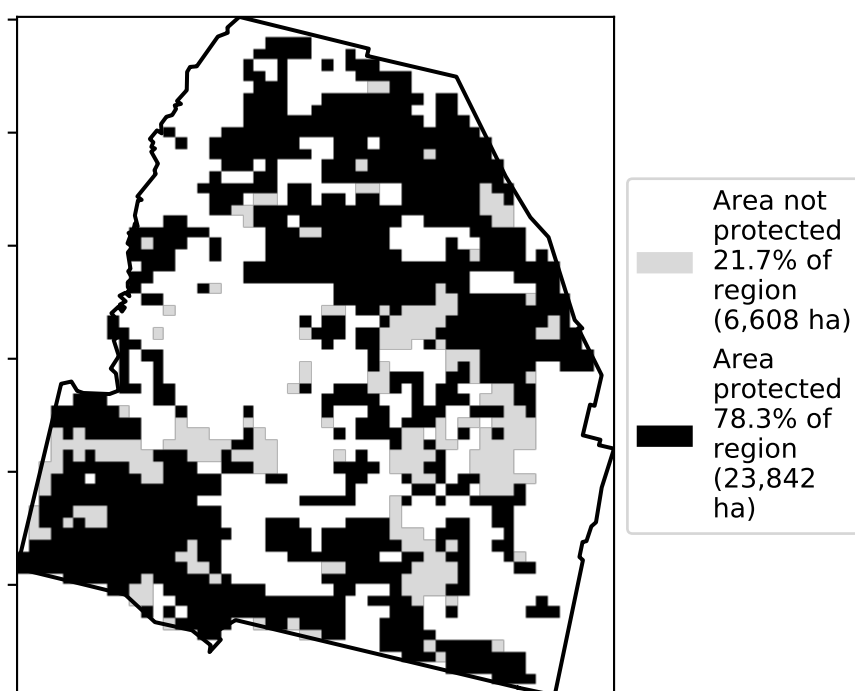 Area not
protected
21.7% of
region
(6,608 ha)
Area
protected
78.3% of
region
(23,842
ha)